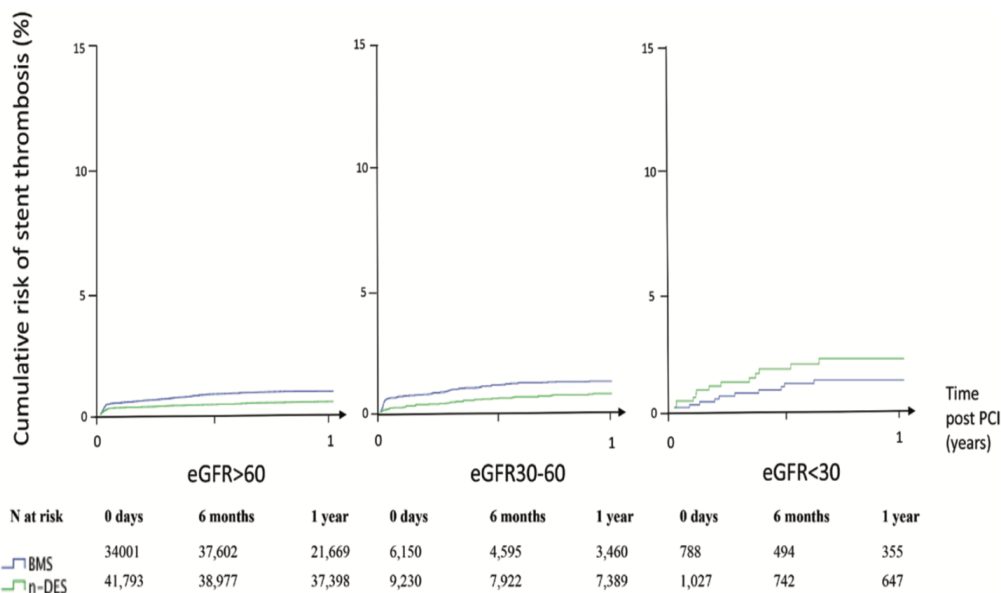 Cumulative risk of stent thrombosis (%)
15 15 15
10 10 10
5 5 5
0 0 0
0 1 0 1 0 1
Time
post PCI
(years)
eGFR>60 eGFR30-60 eGFR<30
N at risk 0 days 6 months 1 year 0 days 6 months 1 year 0 days 6 months 1 year
BMS 34001 37,602 21,669 6,150 4,595 3,460 788 494 355
n-DES 41,793 38,977 37,398 9,230 7,922 7,389 1,027 742 647